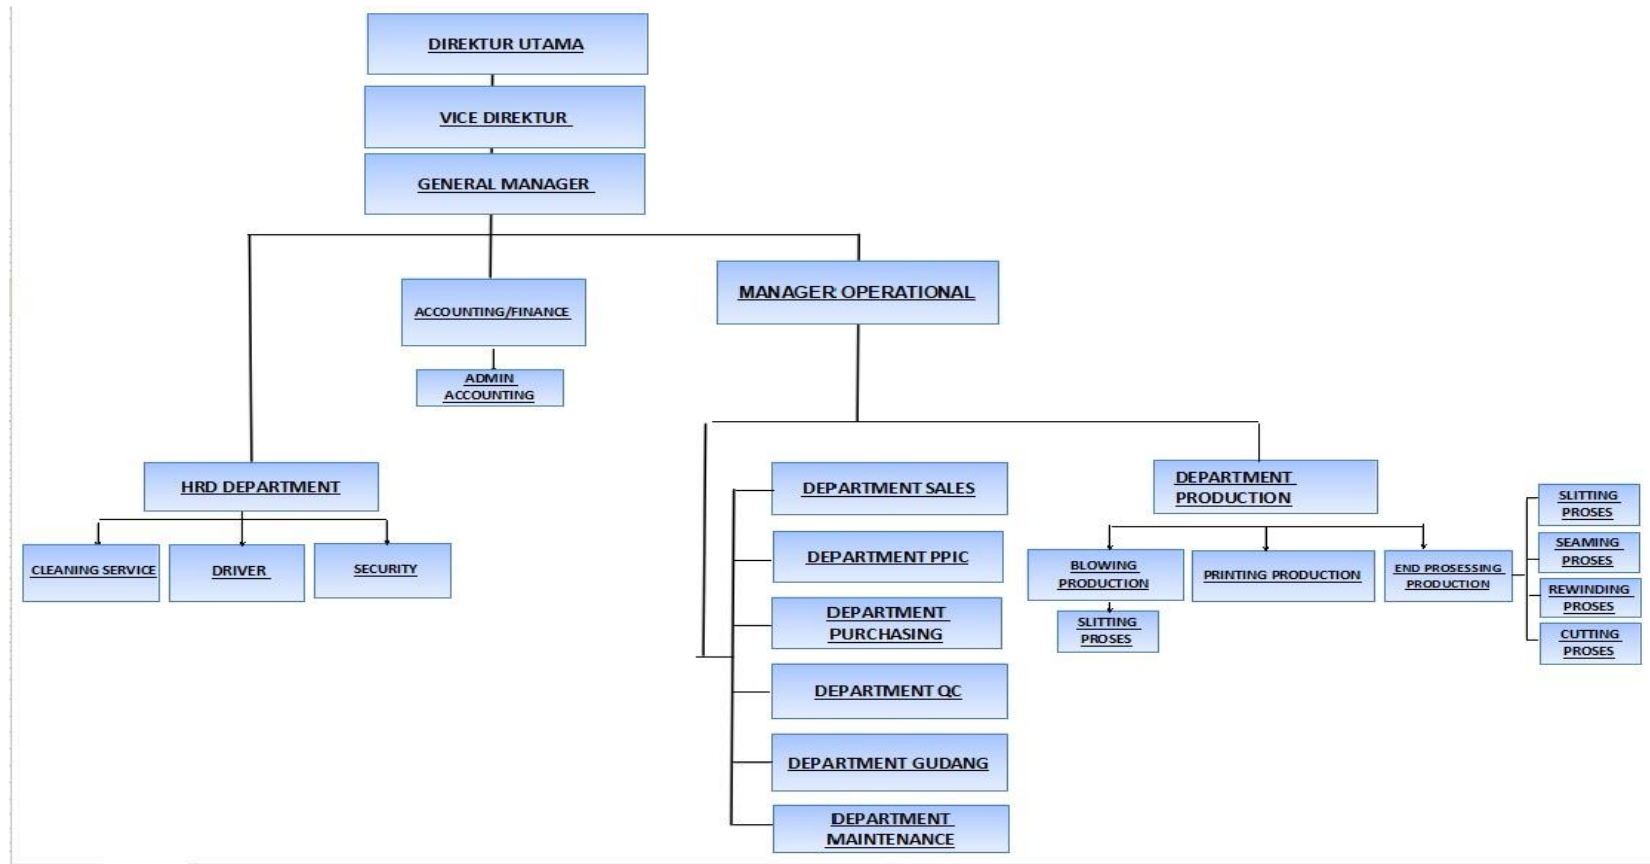 DIREKTUR UTAMA
VICE DIREKTUR
GENERAL MANAGER
MANAGER OPERATIONAL
ACCOUNTING/FINANCE
ADMIN
ACCOUNTING
HRD DEPARTMENT
CLEANING SERVICE
DRIVER
SECURITY
DEPARTMENT SALES
DEPARTMENT PPIC
DEPARTMENT
PURCHASING
DEPARTMENT QC
DEPARTMENT GUDANG
DEPARTMENT
MAINTENANCE
DEPARTMENT
PRODUCTION
BLOWING
PRODUCTION
SLITTING
PROSES
PRINTING PRODUCTION
END PROSESSING
PRODUCTION
SLITTING
PROSES
SEAMING
PROSES
REWINDING
PROSES
CUTTING
PROSES